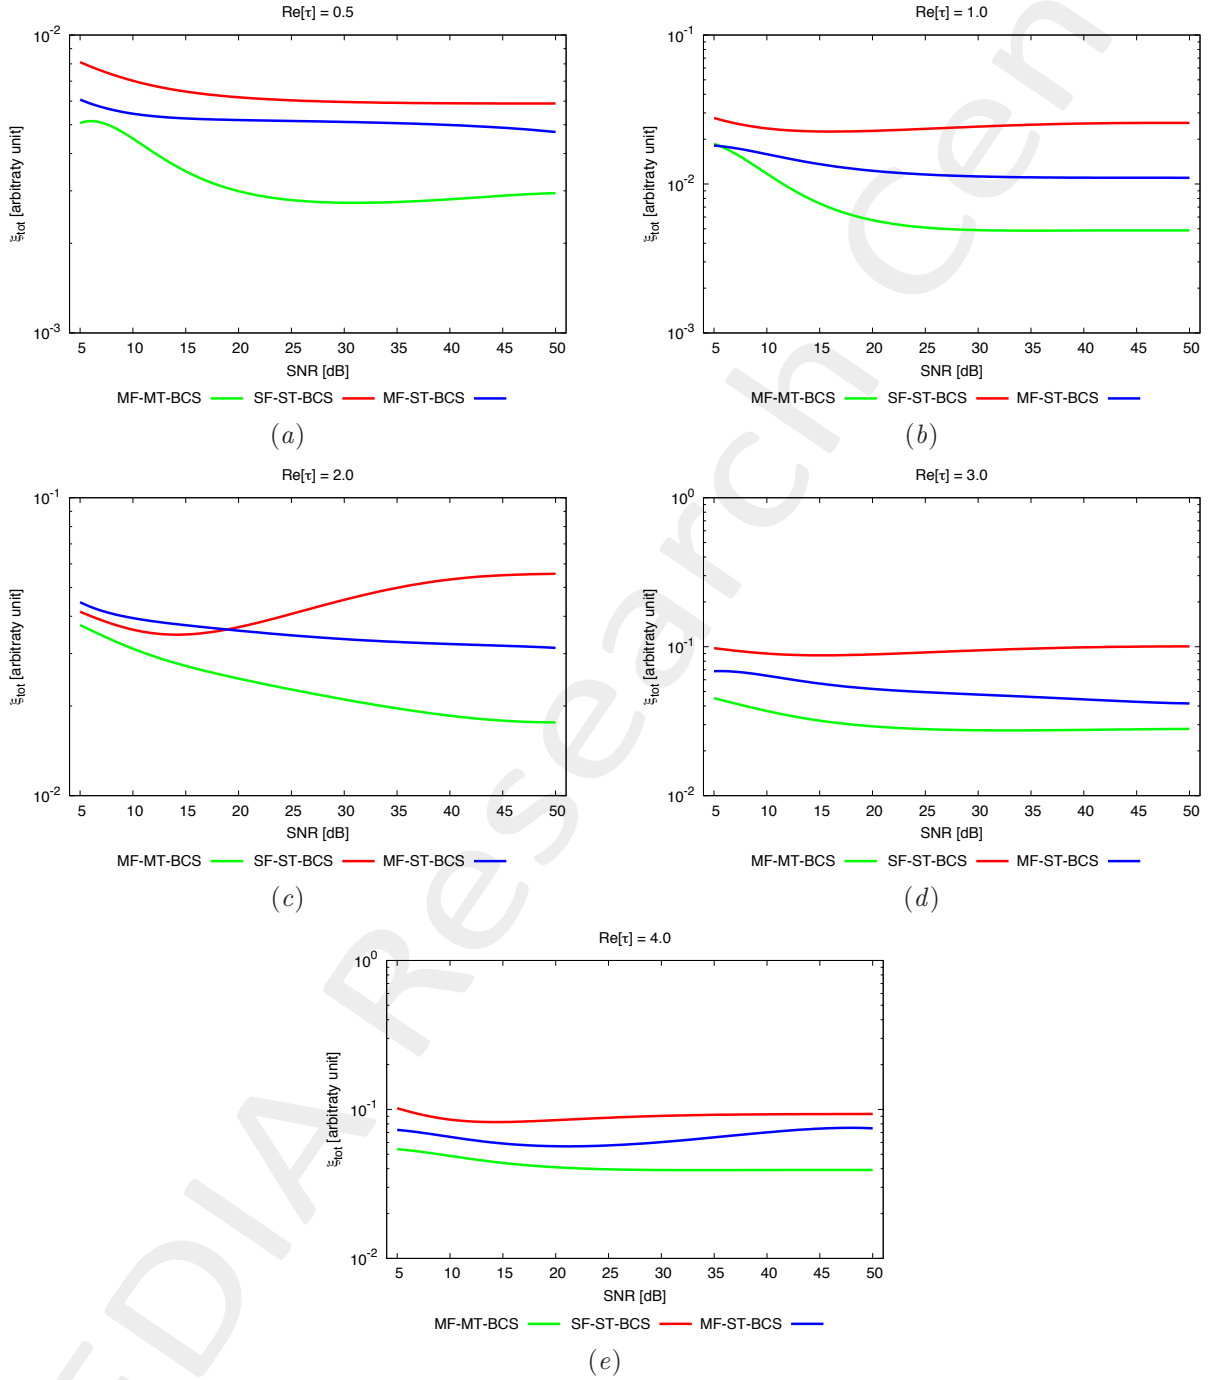 Re[τ] = 0.5
10⁻²
10⁻³
ξtot [arbitraty unit]
5 10 15 20 25 30 35 40 45 50
SNR [dB]
MF-MT-BCS SF-ST-BCS MF-ST-BCS
(a)
Re[τ] = 1.0
10⁻¹
10⁻²
10⁻³
ξtot [arbitraty unit]
5 10 15 20 25 30 35 40 45 50
SNR [dB]
MF-MT-BCS SF-ST-BCS MF-ST-BCS
(b)
Re[τ] = 2.0
10⁻¹
10⁻²
ξtot [arbitraty unit]
5 10 15 20 25 30 35 40 45 50
SNR [dB]
MF-MT-BCS SF-ST-BCS MF-ST-BCS
(c)
Re[τ] = 3.0
10⁰
10⁻¹
10⁻²
ξtot [arbitraty unit]
5 10 15 20 25 30 35 40 45 50
SNR [dB]
MF-MT-BCS SF-ST-BCS MF-ST-BCS
(d)
Re[τ] = 4.0
10⁰
10⁻¹
10⁻²
ξtot [arbitraty unit]
5 10 15 20 25 30 35 40 45 50
SNR [dB]
MF-MT-BCS SF-ST-BCS MF-ST-BCS
(e)
EDIA Research Cen